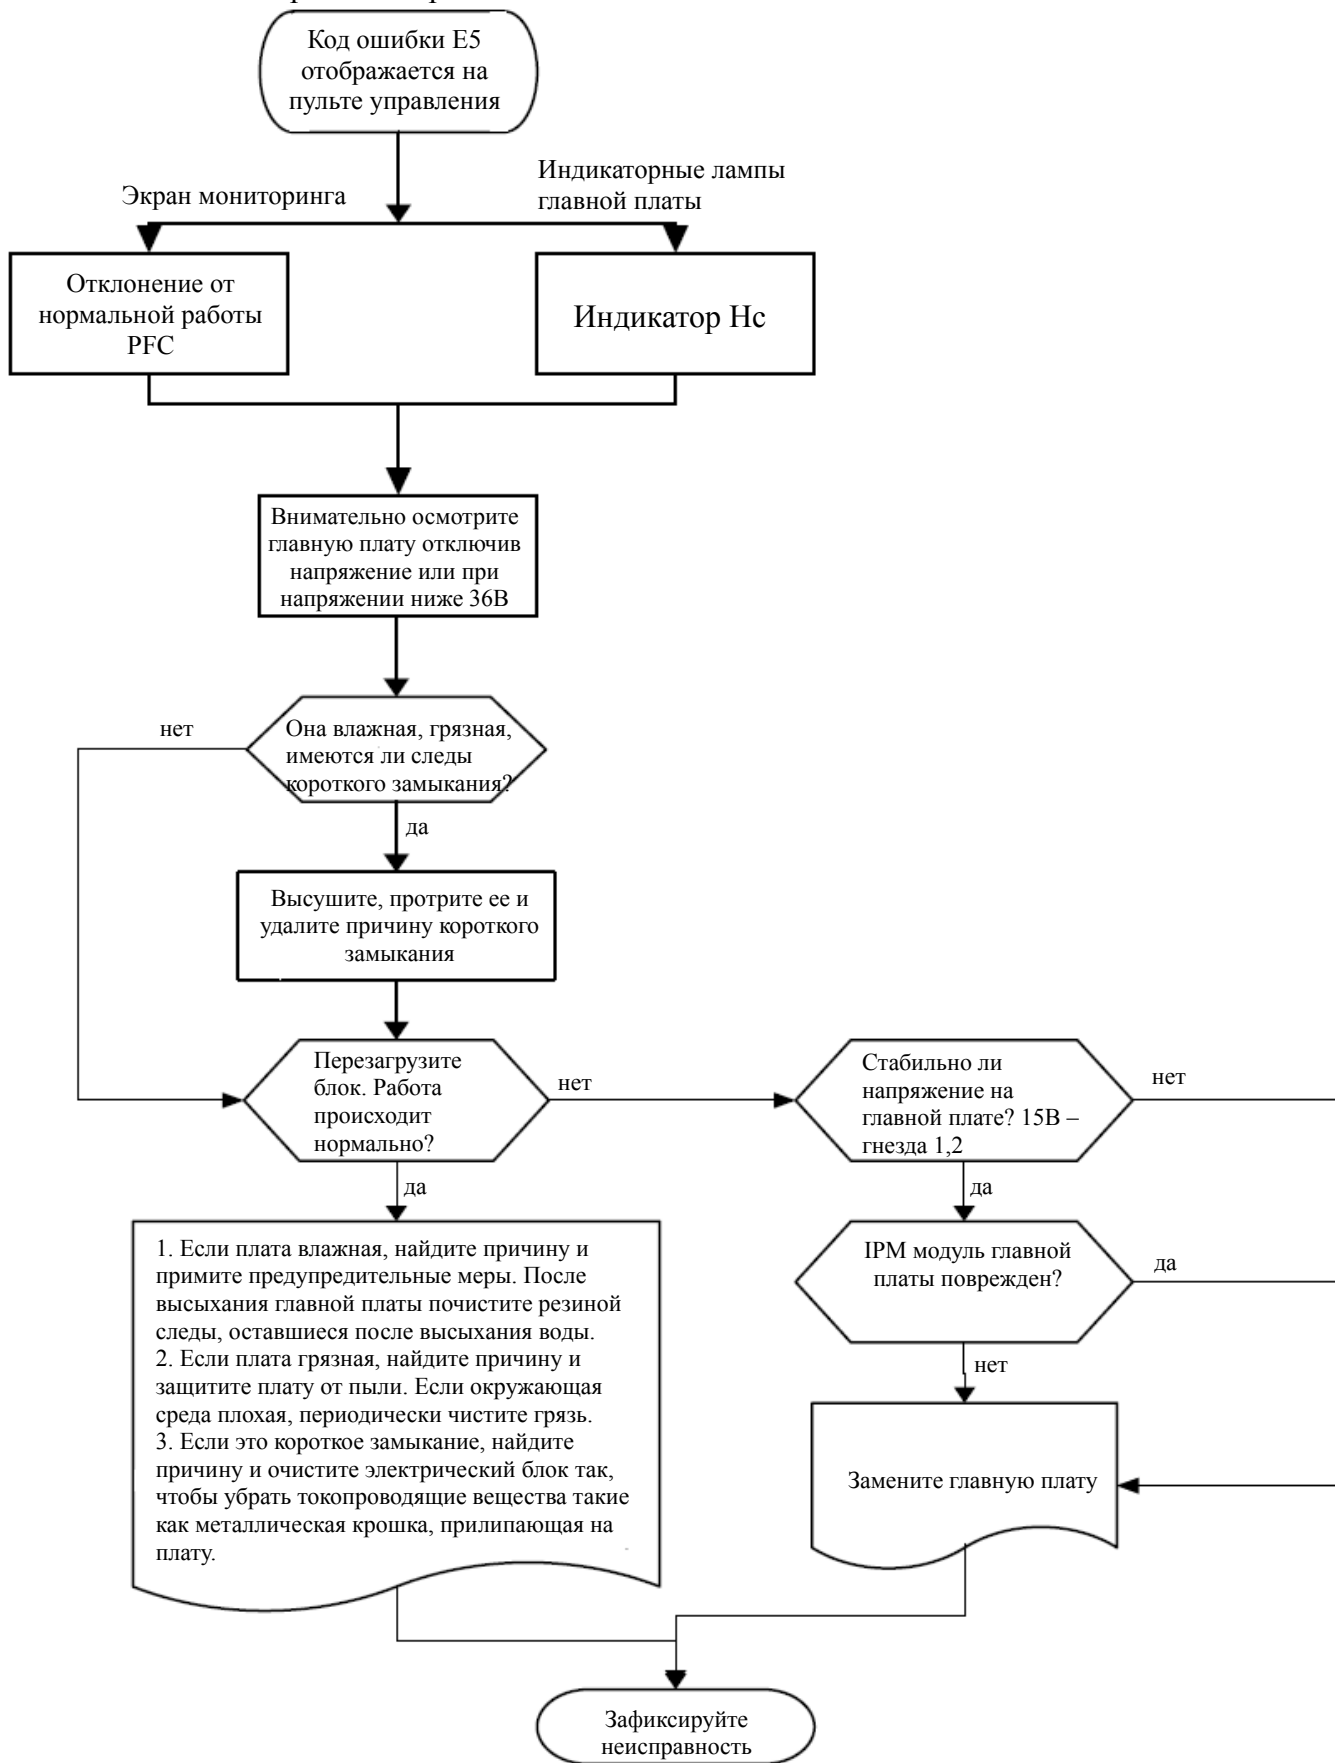 Код ошибки E5
отображается на
пульте управления
Экран мониторинга
Индикаторные лампы
главной платы
Отклонение от
нормальной работы
PFC
Индикатор Hc
Внимательно осмотрите
главную плату отключив
напряжение или при
напряжении ниже 36В
нет
Она влажная, грязная,
имеются ли следы
короткого замыкания?
да
Высушите, протрите ее и
удалите причину короткого
замыкания
Перезагрузите
блок. Работа
происходит
нормально?
нет
Стабильно ли
напряжение на
главной плате? 15В –
гнезда 1,2
нет
да
да
1. Если плата влажная, найдите причину и
примите предупредительные меры. После
высыхания главной платы почистите резиной
следы, оставшиеся после высыхания воды.
2. Если плата грязная, найдите причину и
защитите плату от пыли. Если окружающая
среда плохая, периодически чистите грязь.
3. Если это короткое замыкание, найдите
причину и очистите электрический блок так,
чтобы убрать токопроводящие вещества такие
как металлическая крошка, прилипающая на
плату.
IPM модуль главной
платы поврежден?
да
нет
Замените главную плату
Зафиксируйте
неисправность